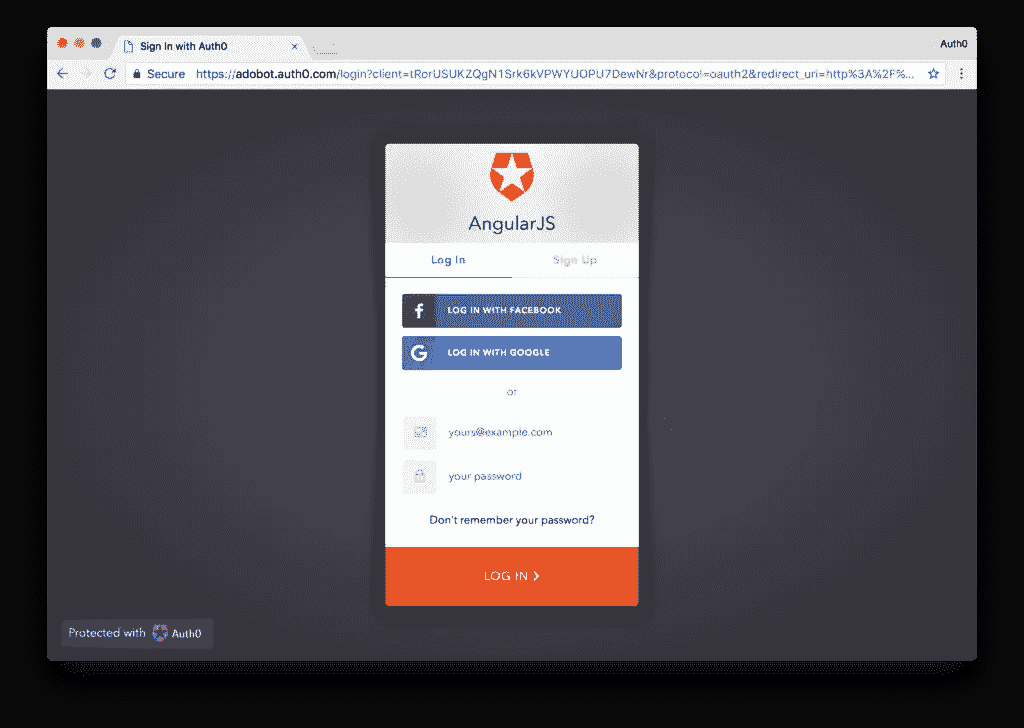 Sign In with Auth0
Auth0
Secure https://adobot.auth0.com/login?client=tRorUSUKZQgN1Srk6kVPWYUOPU7DewNr&protocol=oauth2&redirect_uri=http%3A%2F%...
AngularJS
Log In Sign Up
LOG IN WITH FACEBOOK
LOG IN WITH GOOGLE
or
yours@example.com
your password
Don't remember your password?
LOG IN
Protected with Auth0